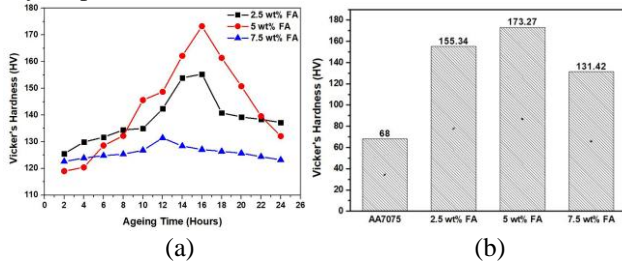 180
170
160
150
140
130
120
110
0 2 4 6 8 10 12 14 16 18 20 22 24 26
Vicker's Hardness (HV)
Ageing Time (Hours)
2.5 wt% FA
5 wt% FA
7.5 wt% FA
(a)
180
160
140
120
100
80
60
40
20
0
Vicker's Hardness (HV)
68
155.34
173.27
131.42
AA7075 2.5 wt% FA 5 wt% FA 7.5 wt% FA
(b)